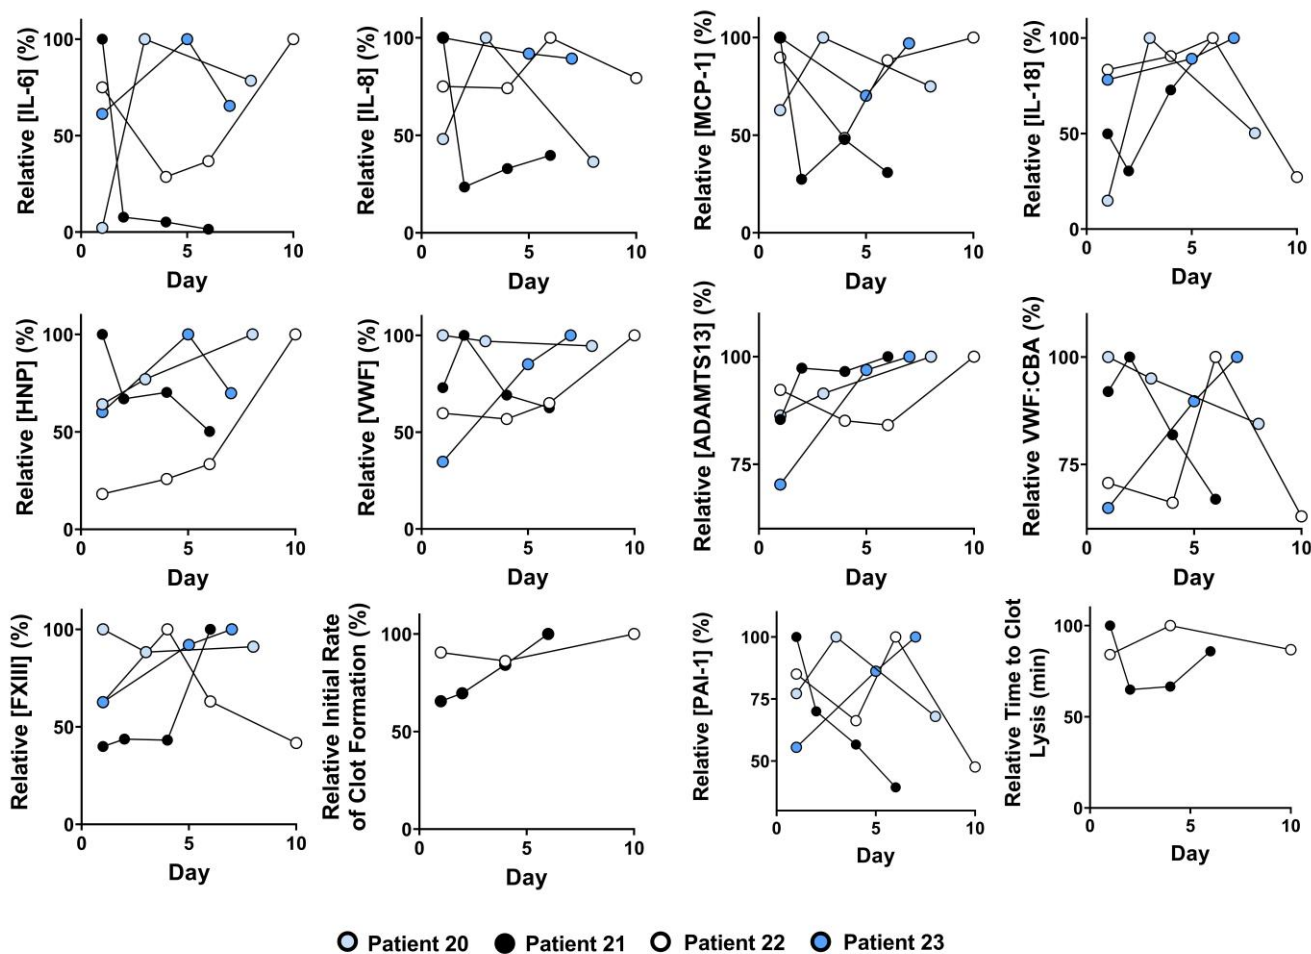 Relative [IL-6] (%)
100
50
0
0 5 10
Day
Relative [IL-8] (%)
100
50
0
0 5 10
Day
Relative [MCP-1] (%)
100
50
0
0 5 10
Day
Relative [IL-18] (%)
100
50
0
0 5 10
Day
Relative [HNP] (%)
100
50
0
0 5 10
Day
Relative [VWF] (%)
100
50
0
0 5 10
Day
Relative [ADAMTS13] (%)
100
75
0 5 10
Day
Relative VWF:CBA (%)
100
75
0 5 10
Day
Relative [FXIII] (%)
100
50
0
0 5 10
Day
Relative Initial Rate
of Clot Formation (%)
100
50
0
0 5 10
Day
Relative [PAI-1] (%)
100
75
50
0 5 10
Day
Relative Time to Clot
Lysis (min)
100
50
0
0 5 10
Day
Patient 20 Patient 21 Patient 22 Patient 23